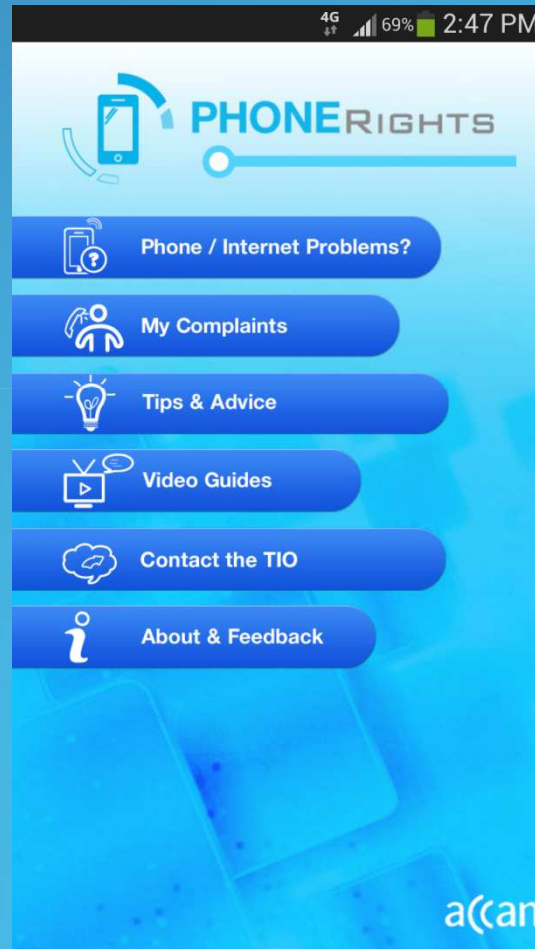 4G 69% 2:47 PM
PHONERIGHTS
Phone / Internet Problems?
My Complaints
Tips & Advice
Video Guides
Contact the TIO
About & Feedback
accan